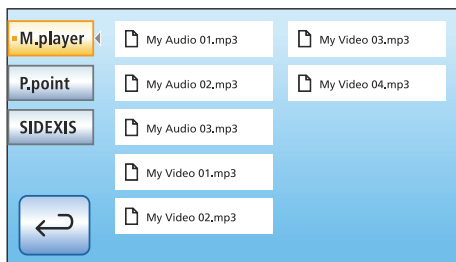 M.player
P.point
SIDEXIS
My Audio 01.mp3
My Audio 02.mp3
My Audio 03.mp3
My Video 01.mp3
My Video 02.mp3
My Video 03.mp3
My Video 04.mp3